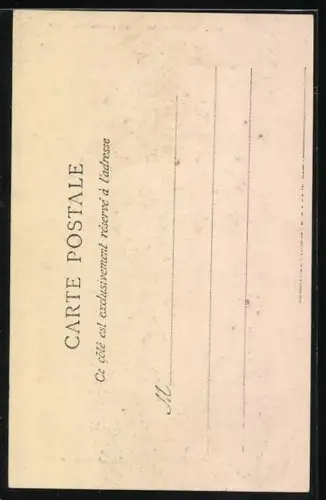 CARTE POSTALE
Ce côté est exclusivement réservé à l'adresse
M